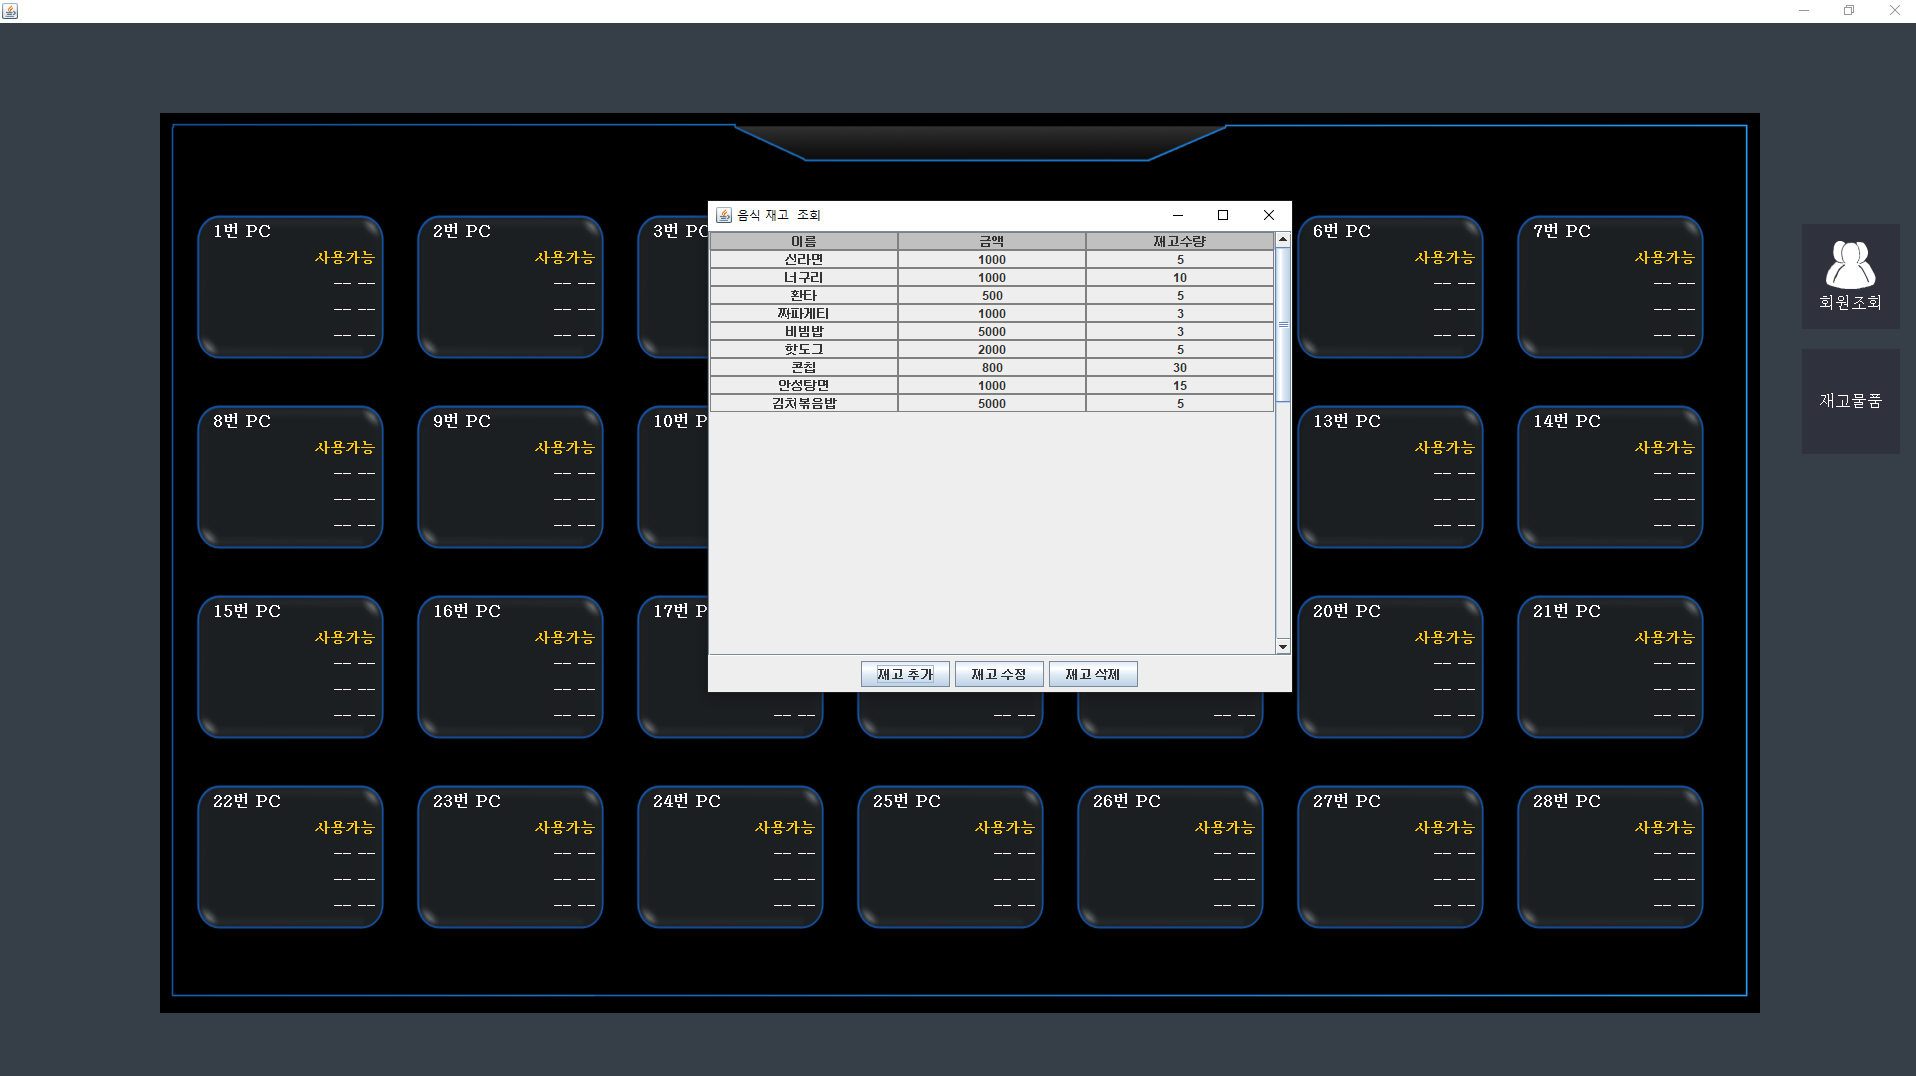 음식 재고 조회
이름 금액 재고수량
신라면 1000 5
너구리 1000 10
환타 500 5
짜파게티 1000 3
비빔밥 5000 3
핫도그 2000 5
콘칩 800 30
안성탕면 1000 15
김치볶음밥 5000 5
재고 추가 재고 수정 재고 삭제
1번 PC
사용가능
-- --
-- --
-- --
2번 PC
사용가능
-- --
-- --
-- --
3번 PC
6번 PC
사용가능
-- --
-- --
-- --
7번 PC
사용가능
-- --
-- --
-- --
8번 PC
사용가능
-- --
-- --
-- --
9번 PC
사용가능
-- --
-- --
-- --
10번 P
13번 PC
사용가능
-- --
-- --
-- --
14번 PC
사용가능
-- --
-- --
-- --
15번 PC
사용가능
-- --
-- --
-- --
16번 PC
사용가능
-- --
-- --
-- --
17번 P
-- --
-- --
-- --
20번 PC
사용가능
-- --
-- --
-- --
21번 PC
사용가능
-- --
-- --
-- --
22번 PC
사용가능
-- --
-- --
-- --
23번 PC
사용가능
-- --
-- --
-- --
24번 PC
사용가능
-- --
-- --
-- --
25번 PC
사용가능
-- --
-- --
-- --
26번 PC
사용가능
-- --
-- --
-- --
27번 PC
사용가능
-- --
-- --
-- --
28번 PC
사용가능
-- --
-- --
-- --
회원조회
재고물품